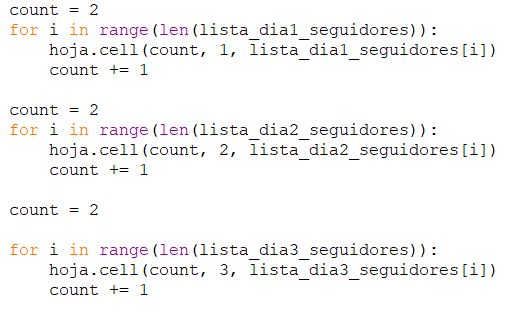 count = 2
for i in range(len(lista_dia1_seguidores)):
    hoja.cell(count, 1, lista_dia1_seguidores[i])
    count += 1

count = 2
for i in range(len(lista_dia2_seguidores)):
    hoja.cell(count, 2, lista_dia2_seguidores[i])
    count += 1

count = 2

for i in range(len(lista_dia3_seguidores)):
    hoja.cell(count, 3, lista_dia3_seguidores[i])
    count += 1